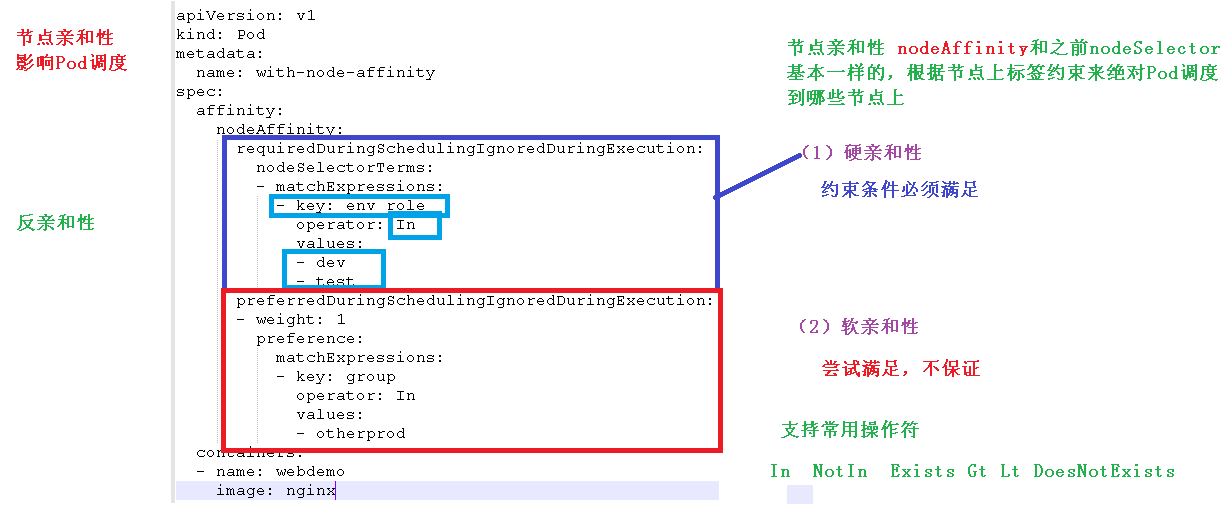 节点亲和性
影响Pod调度
反亲和性
apiVersion: v1
kind: Pod
metadata:
  name: with-node-affinity
spec:
  affinity:
    nodeAffinity:
      requiredDuringSchedulingIgnoredDuringExecution:
        nodeSelectorTerms:
        - matchExpressions:
          - key: env_role
            operator: In
            values:
            - dev
            - test
      preferredDuringSchedulingIgnoredDuringExecution:
      - weight: 1
        preference:
          matchExpressions:
          - key: group
            operator: In
            values:
            - otherprod
  containers:
  - name: webdemo
    image: nginx
节点亲和性 nodeAffinity和之前nodeSelector
基本一样的，根据节点上标签约束来绝对Pod调度
到哪些节点上
（1）硬亲和性
约束条件必须满足
（2）软亲和性
尝试满足，不保证
支持常用操作符
In NotIn Exists Gt Lt DoesNotExists